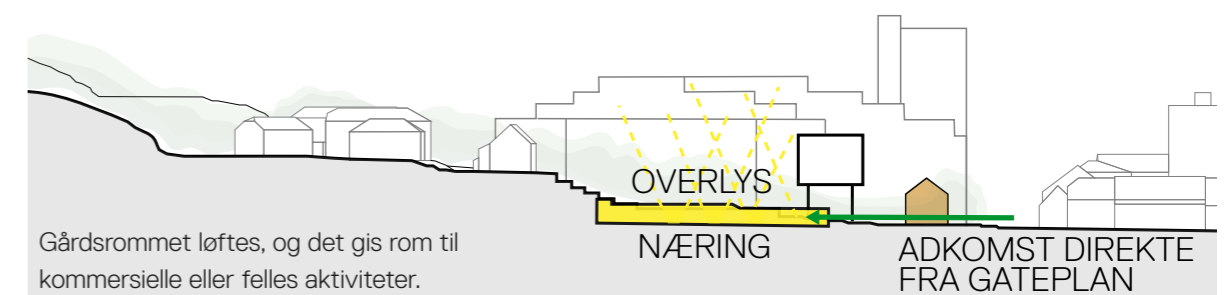 OVERLYS
NÆRING
ADKOMST DIREKTE
FRA GATEPLAN
Gårdsrommet løftes, og det gis rom til
kommersielle eller felles aktiviteter.